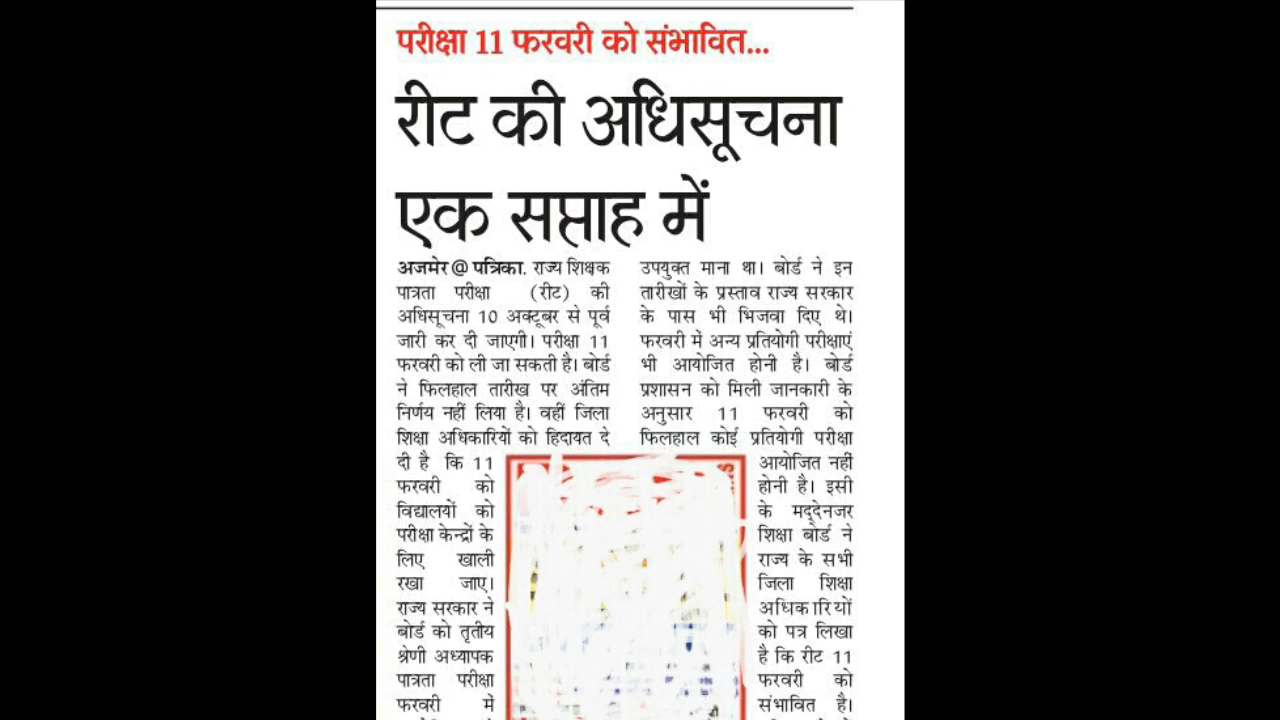 परीक्षा 11 फरवरी को संभावित...
रीट की अधिसूचना
एक सप्ताह में
अजमेर @ पत्रिका. राज्य शिक्षक
पात्रता परीक्षा (रीट) की
अधिसूचना 10 अक्टूबर से पूर्व
जारी कर दी जाएगी। परीक्षा 11
फरवरी को ली जा सकती है। बोर्ड
ने फिलहाल तारीख पर अंतिम
निर्णय नहीं लिया है। वहीं जिला
शिक्षा अधिकारियों को हिदायत दे
दी है कि 11
फरवरी को
विद्यालयों को
परीक्षा केन्द्रों के
लिए खाली
रखा जाए।
राज्य सरकार ने
बोर्ड को तृतीय
श्रेणी अध्यापक
पात्रता परीक्षा
फरवरी में
उपयुक्त माना था। बोर्ड ने इन
तारीखों के प्रस्ताव राज्य सरकार
के पास भी भिजवा दिए थे।
फरवरी में अन्य प्रतियोगी परीक्षाएं
भी आयोजित होनी है। बोर्ड
प्रशासन को मिली जानकारी के
अनुसार 11 फरवरी को
फिलहाल कोई प्रतियोगी परीक्षा
आयोजित नहीं
होनी है। इसी
के मद्देनजर
शिक्षा बोर्ड ने
राज्य के सभी
जिला शिक्षा
अधिकारियों
को पत्र लिखा
है कि रीट 11
फरवरी को
संभावित है।